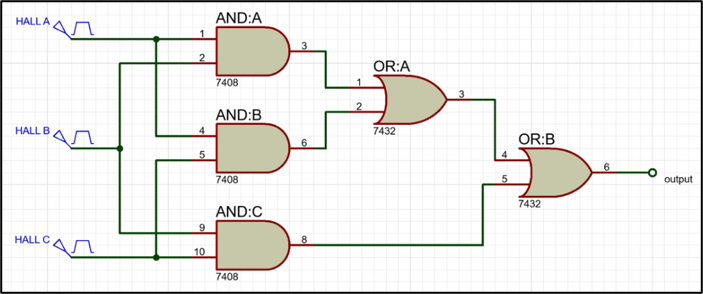 HALL A
AND:A
1
2
3
7408
OR:A
1
2
3
7432
AND:B
4
5
6
7408
HALL B
OR:B
4
5
6
7432
output
AND:C
9
10
8
7408
HALL C